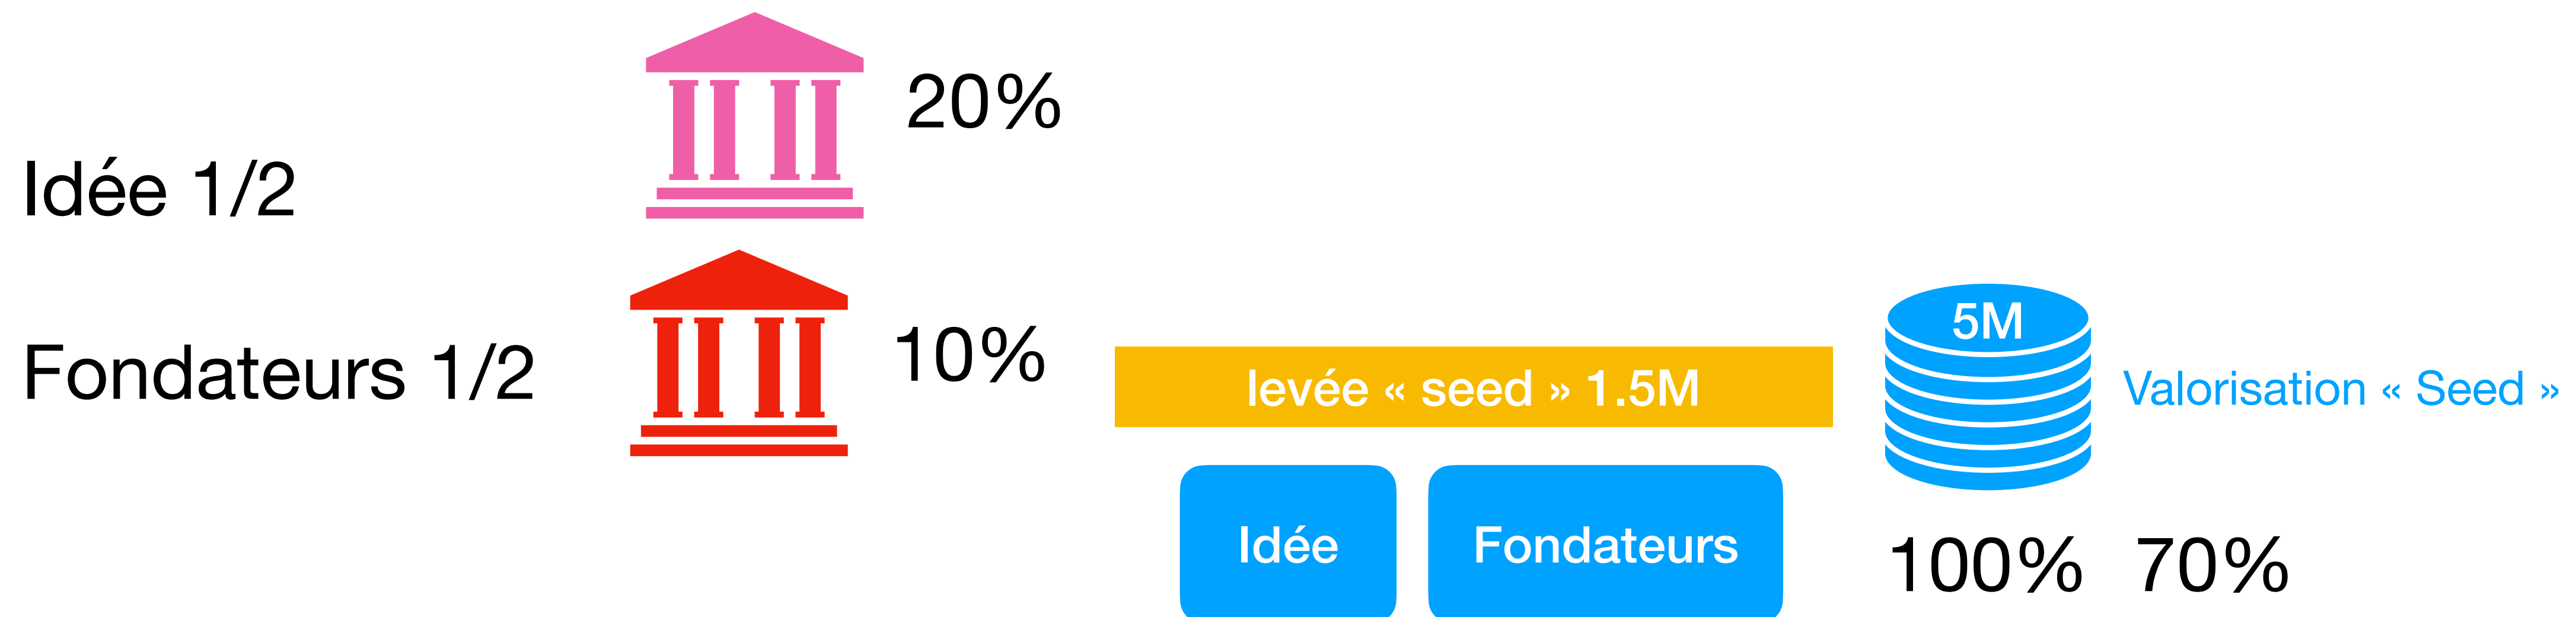 20%
Idée 1/2
Fondateurs 1/2
10%
levée « seed » 1.5M
5M
Valorisation « Seed »
Idée
Fondateurs
100% 70%